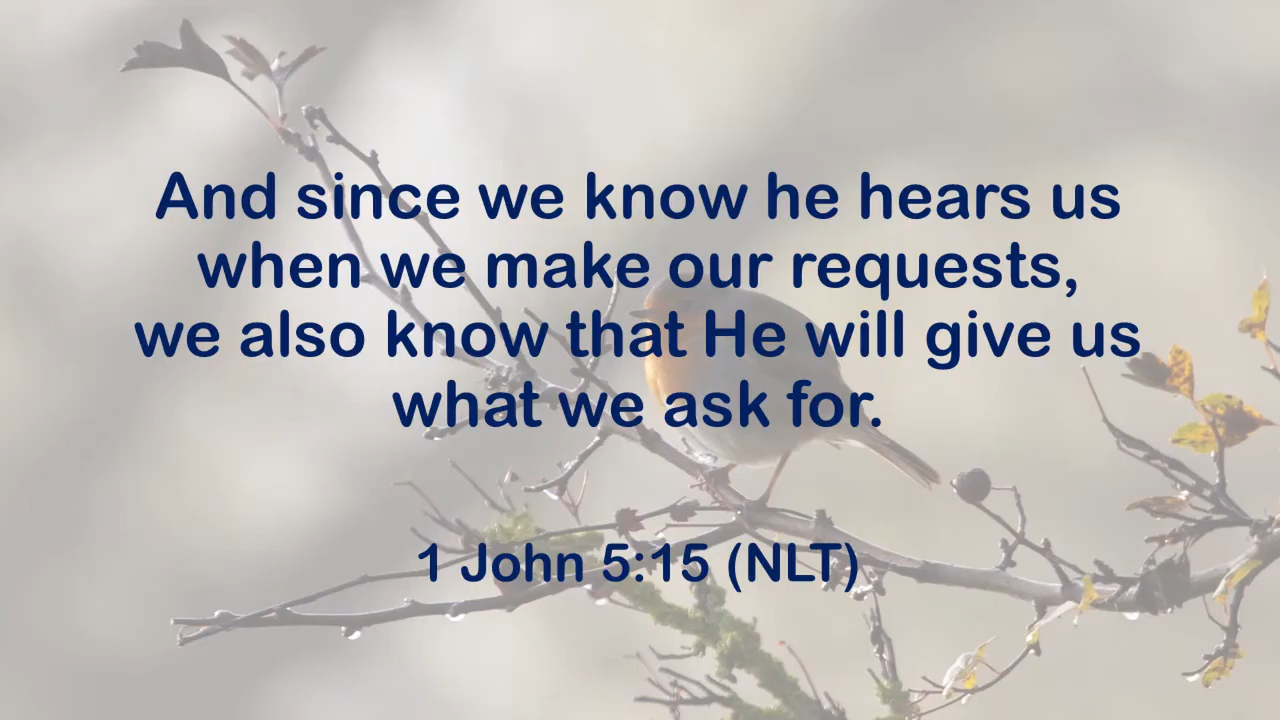 And since we know he hears us
when we make our requests,
we also know that He will give us
what we ask for.
1 John 5:15 (NLT)